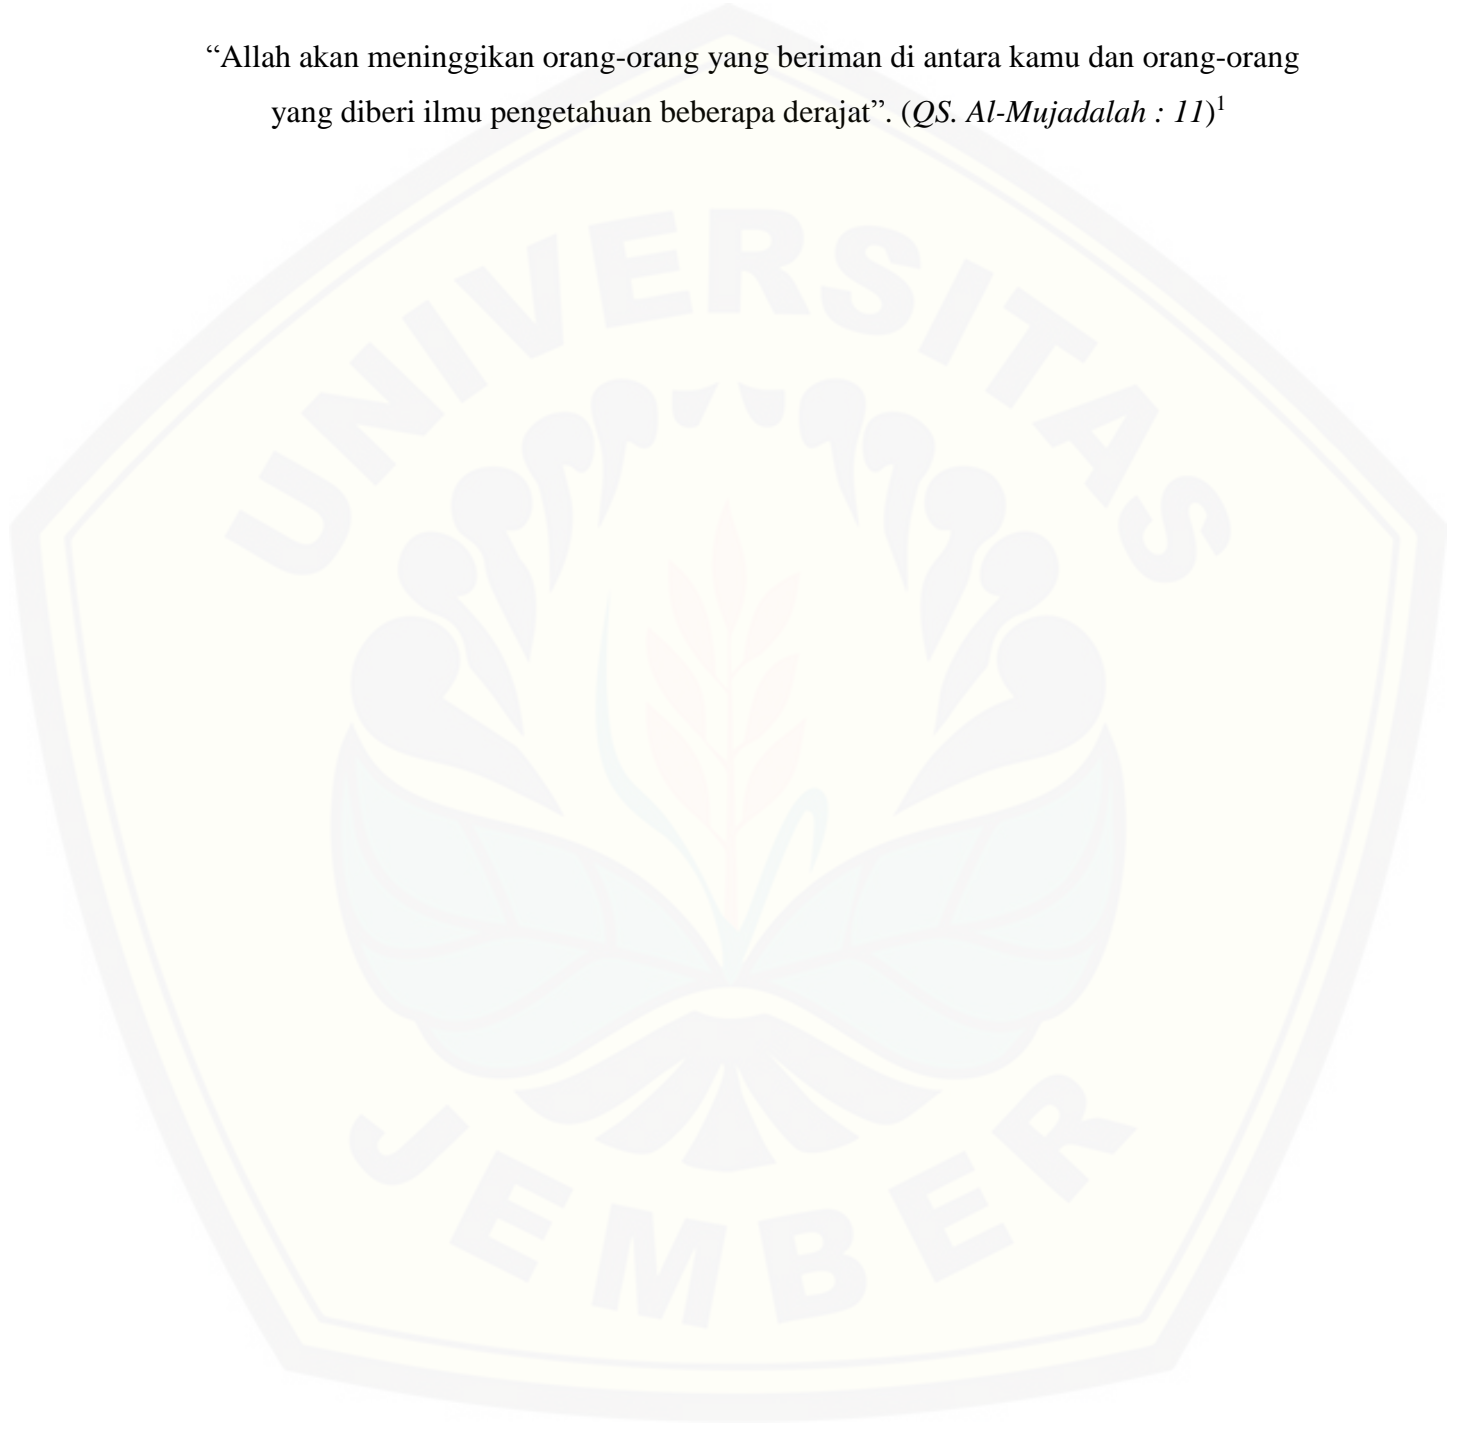 “Allah akan meninggikan orang-orang yang beriman di antara kamu dan orang-orang
yang diberi ilmu pengetahuan beberapa derajat”. (QS. Al-Mujadalah : 11)¹
UNIVERSITAS
JEMBER